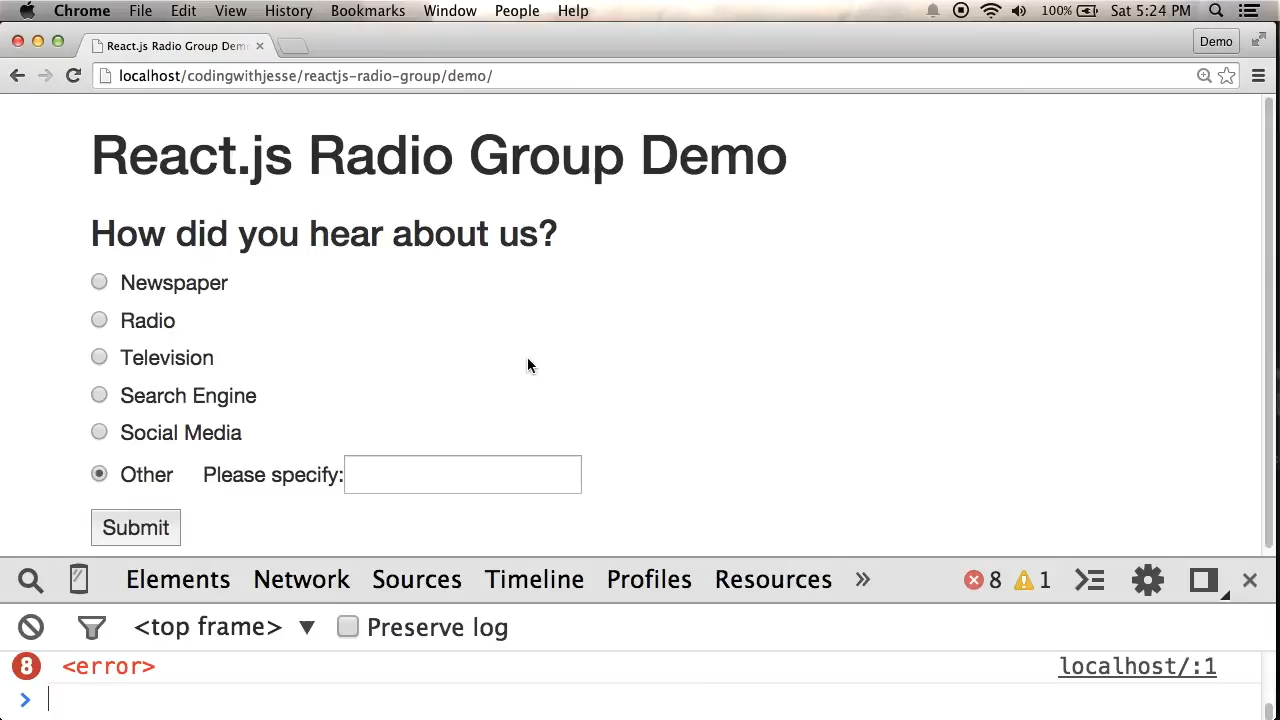 Chrome File Edit View History Bookmarks Window People Help 100% Sat 5:24 PM
React.js Radio Group Dem Demo
localhost/codingwithjesse/reactjs-radio-group/demo/
React.js Radio Group Demo
How did you hear about us?
Newspaper
Radio
Television
Search Engine
Social Media
Other Please specify:
Submit
Elements Network Sources Timeline Profiles Resources » 8 1
<top frame> ▼ Preserve log
8 <error> localhost/:1
>